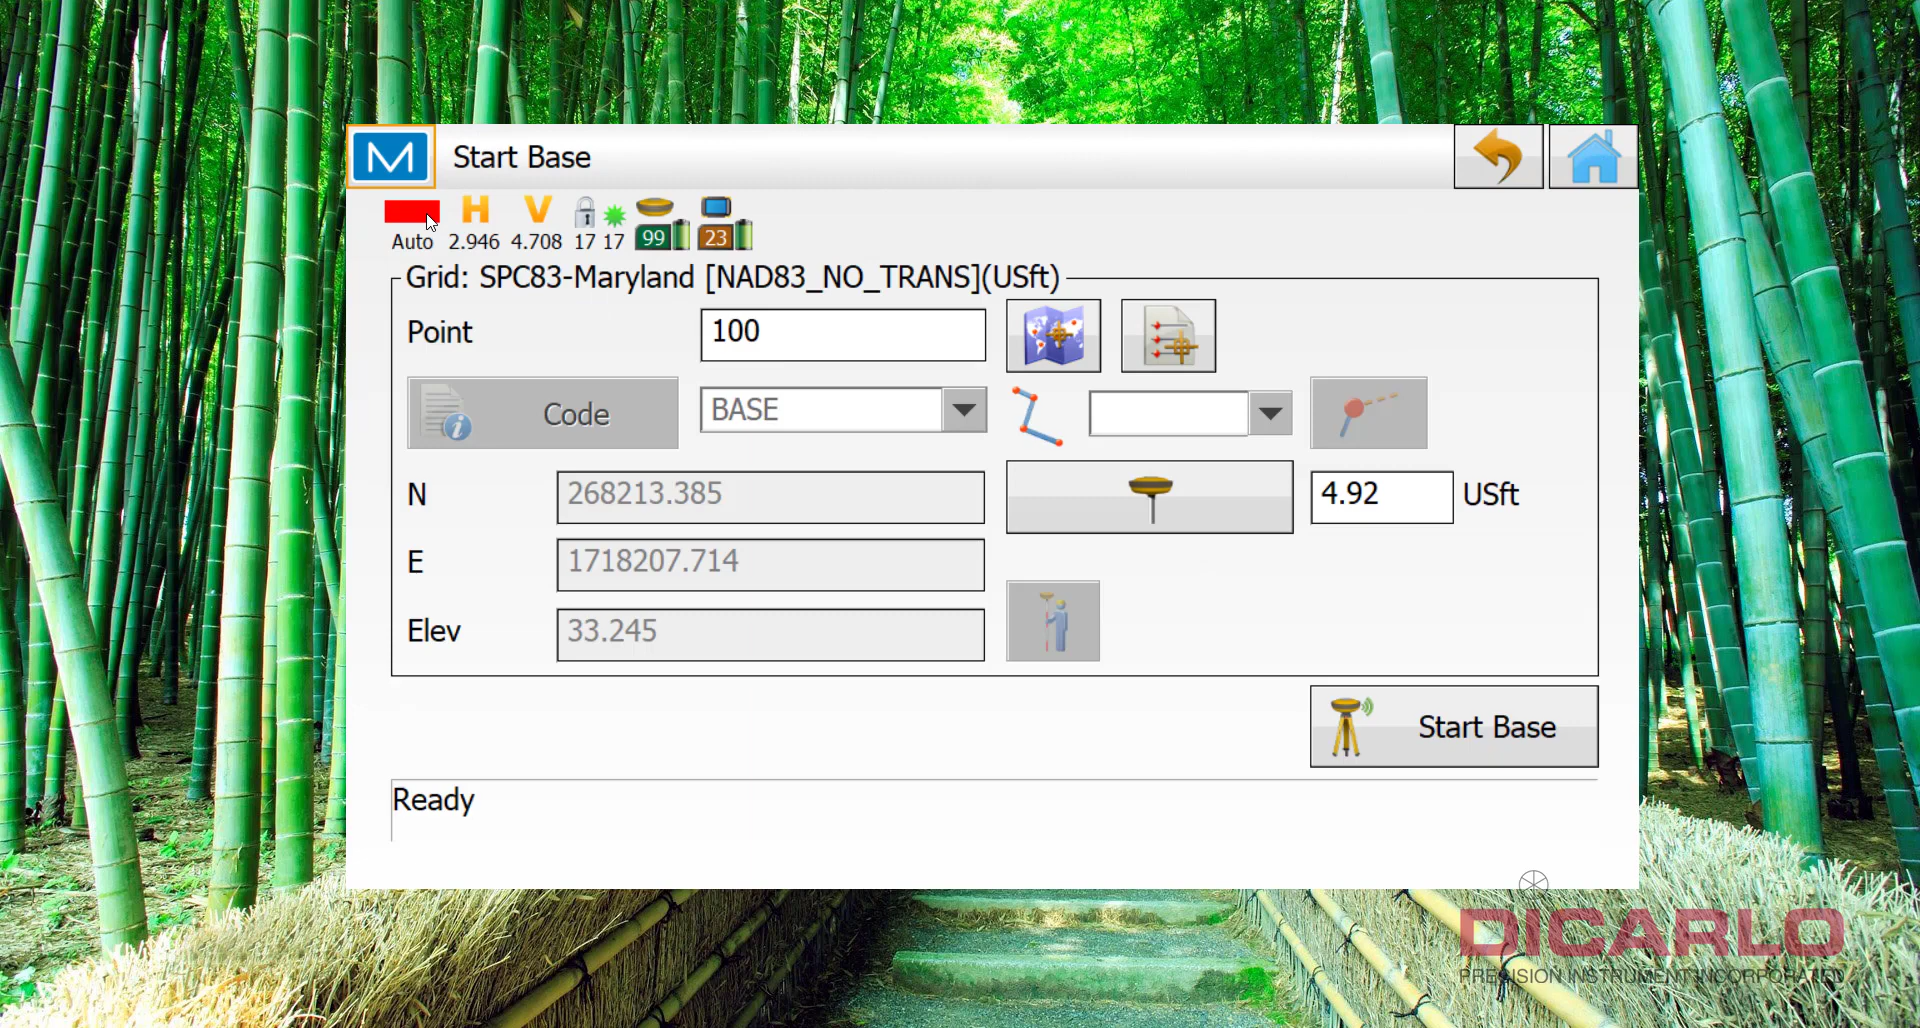 M Start Base
H V
Auto 2.946 4.708 17 17 99 23
Grid: SPC83-Maryland [NAD83_NO_TRANS](USft)
Point 100
Code BASE
N 268213.385 4.92 USft
E 1718207.714
Elev 33.245
Start Base
Ready
DICARLO
PRECISION INSTRUMENT INCORPORATED